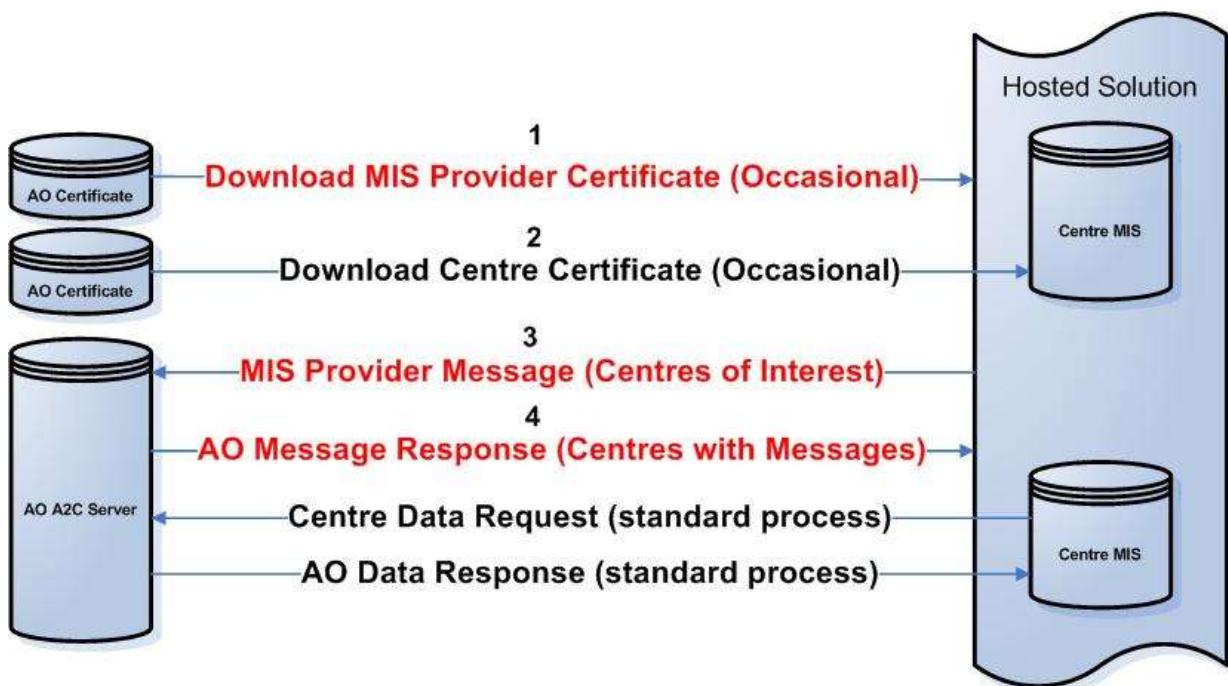 Hosted Solution
1
Download MIS Provider Certificate (Occasional)
AO Certificate
2
Download Centre Certificate (Occasional)
AO Certificate
Centre MIS
3
MIS Provider Message (Centres of Interest)
4
AO Message Response (Centres with Messages)
AO A2C Server
Centre Data Request (standard process)
Centre MIS
AO Data Response (standard process)